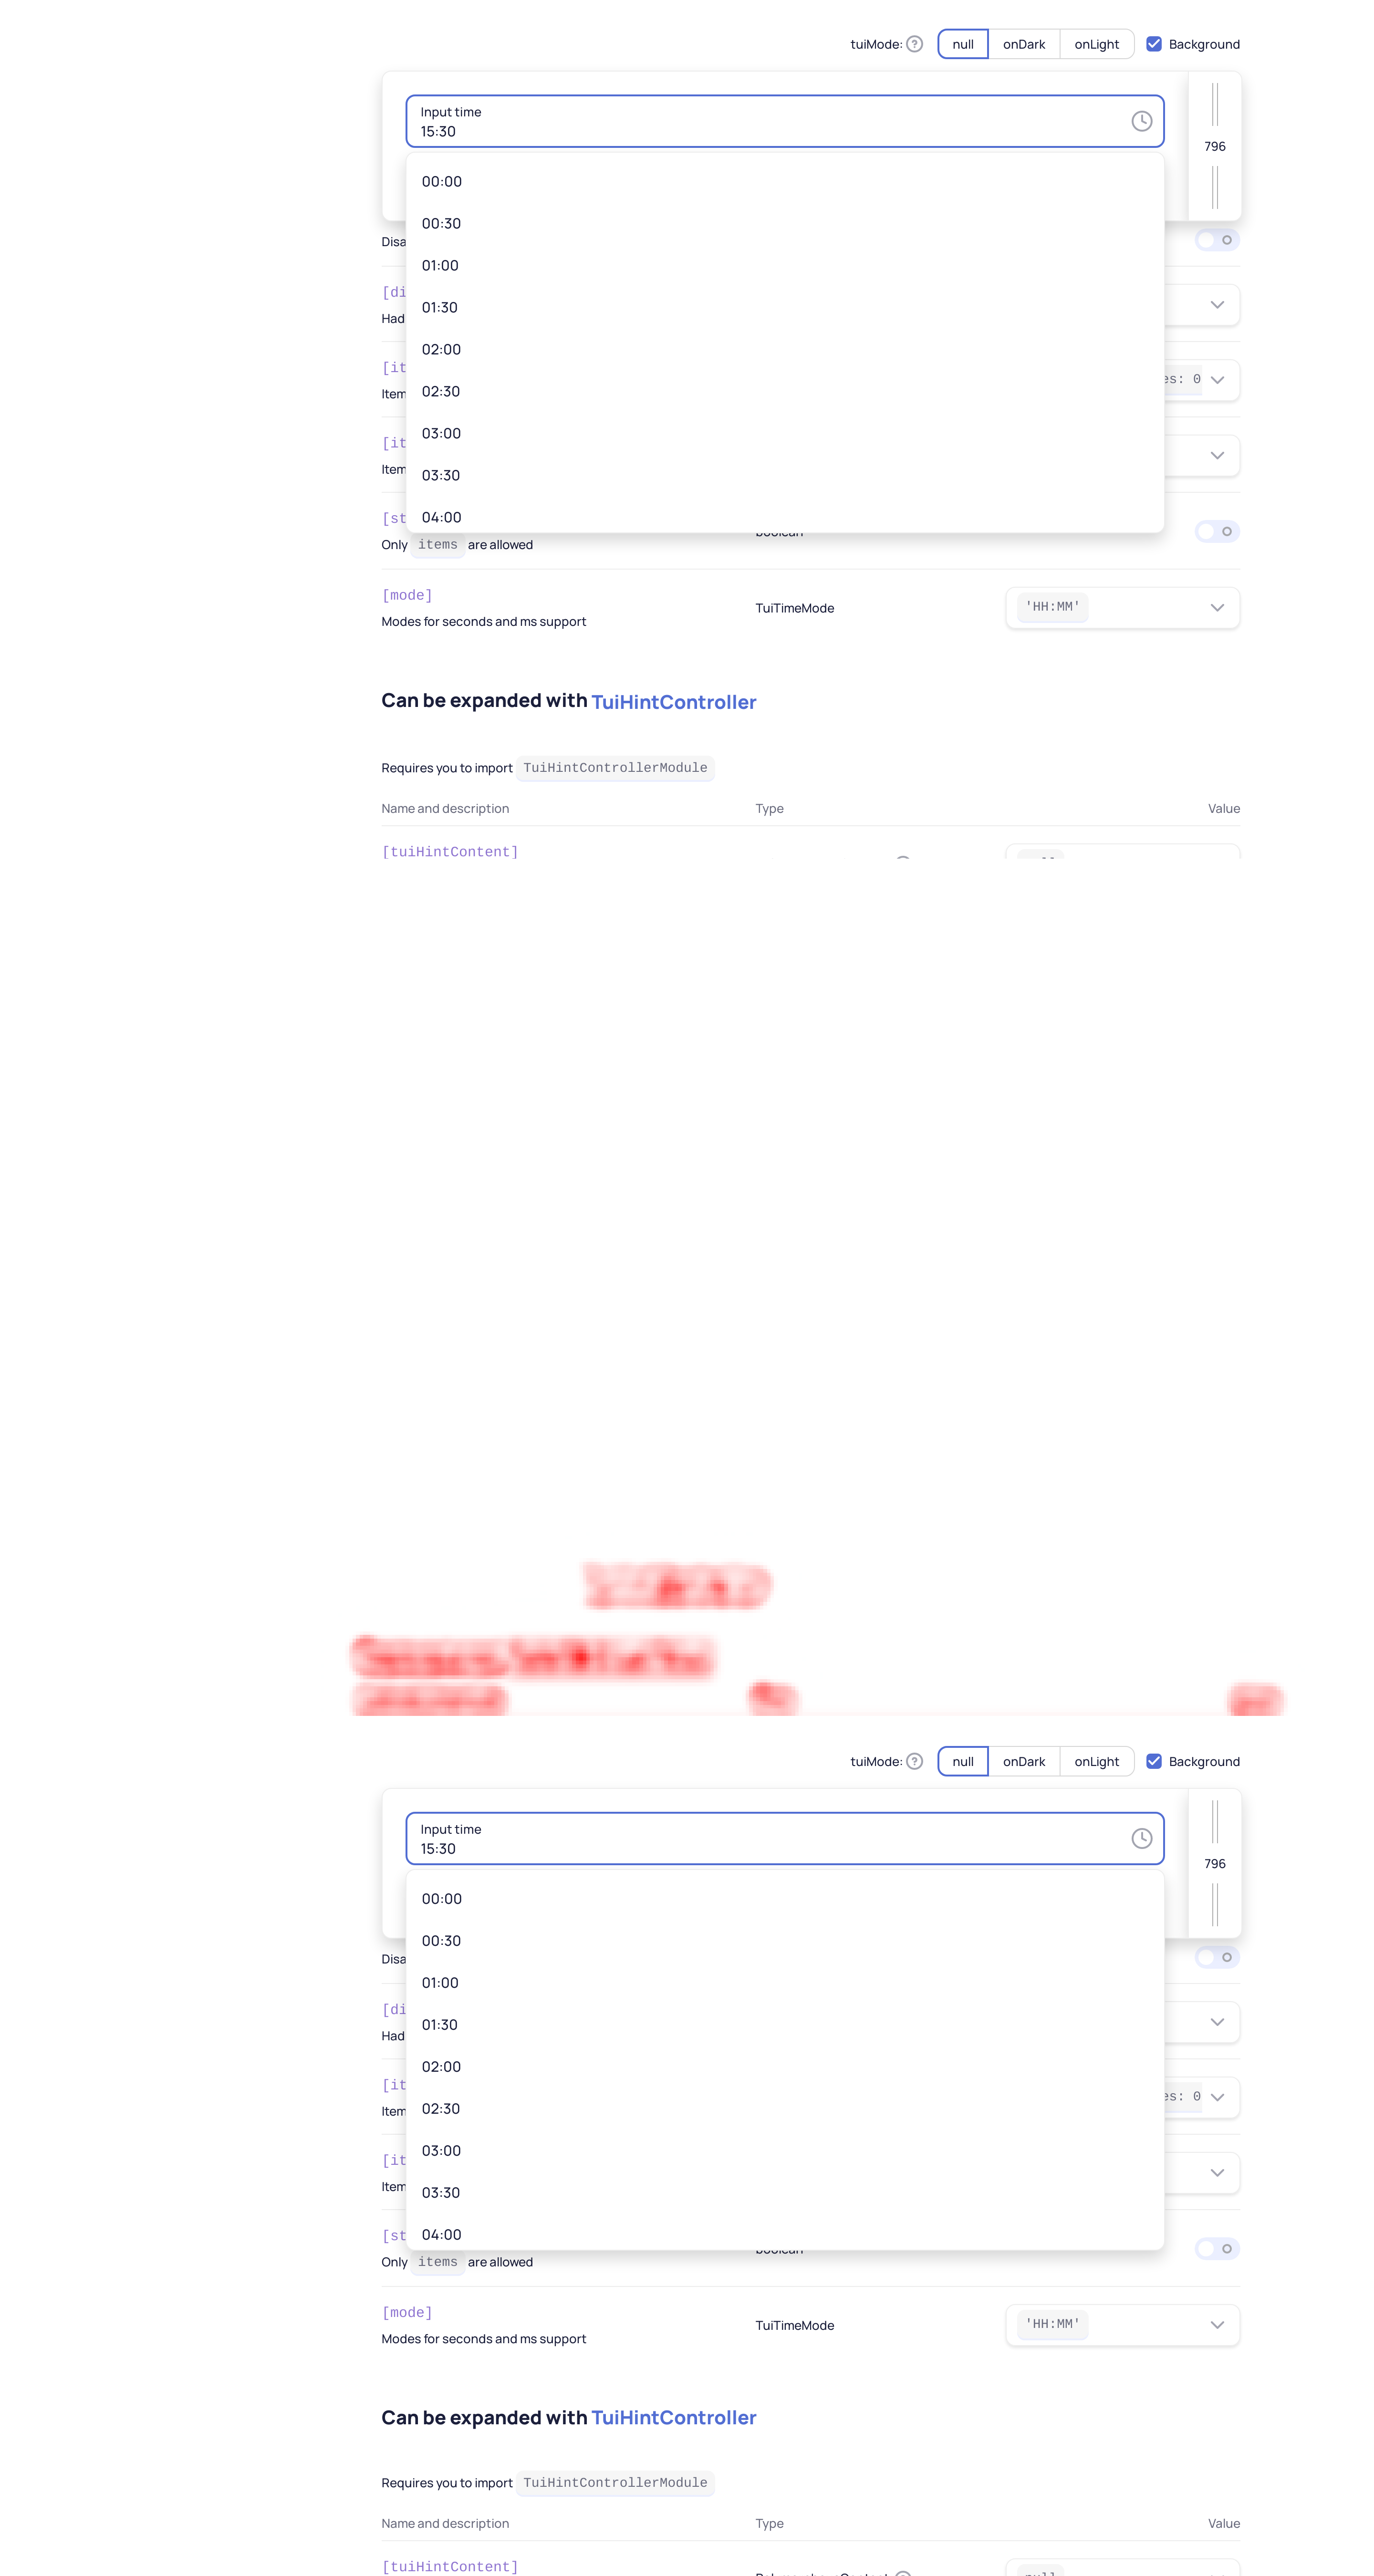 tuiMode: null onDark onLight Background
Input time
15:30
796
00:00
00:30
01:00
01:30
02:00
02:30
03:00
03:30
04:00
Disa
[di
Had
[it
Item
es: 0
[it
Item
[st
Only items are allowed
boolean
[mode]
Modes for seconds and ms support
TuiTimeMode
'HH:MM'
Can be expanded with TuiHintController
Requires you to import TuiHintControllerModule
Name and description Type Value
[tuiHintContent]
tuiMode: null onDark onLight Background
Input time
15:30
796
00:00
00:30
01:00
01:30
02:00
02:30
03:00
03:30
04:00
Disa
[di
Had
[it
Item
es: 0
[it
Item
[st
Only items are allowed
boolean
[mode]
Modes for seconds and ms support
TuiTimeMode
'HH:MM'
Can be expanded with TuiHintController
Requires you to import TuiHintControllerModule
Name and description Type Value
[tuiHintContent]